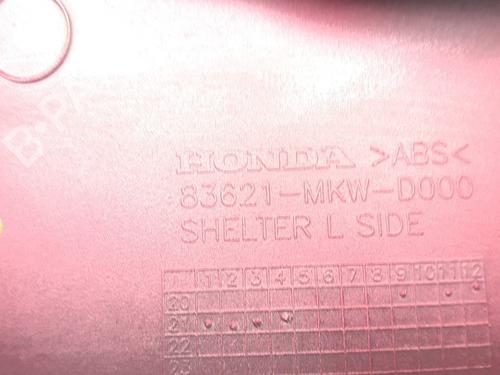 HONDA >ABS<
83621-MKW-D000
SHELTER L SIDE
1 2 3 4 5 6 7 8 9 10 11 12
20
21
22
23